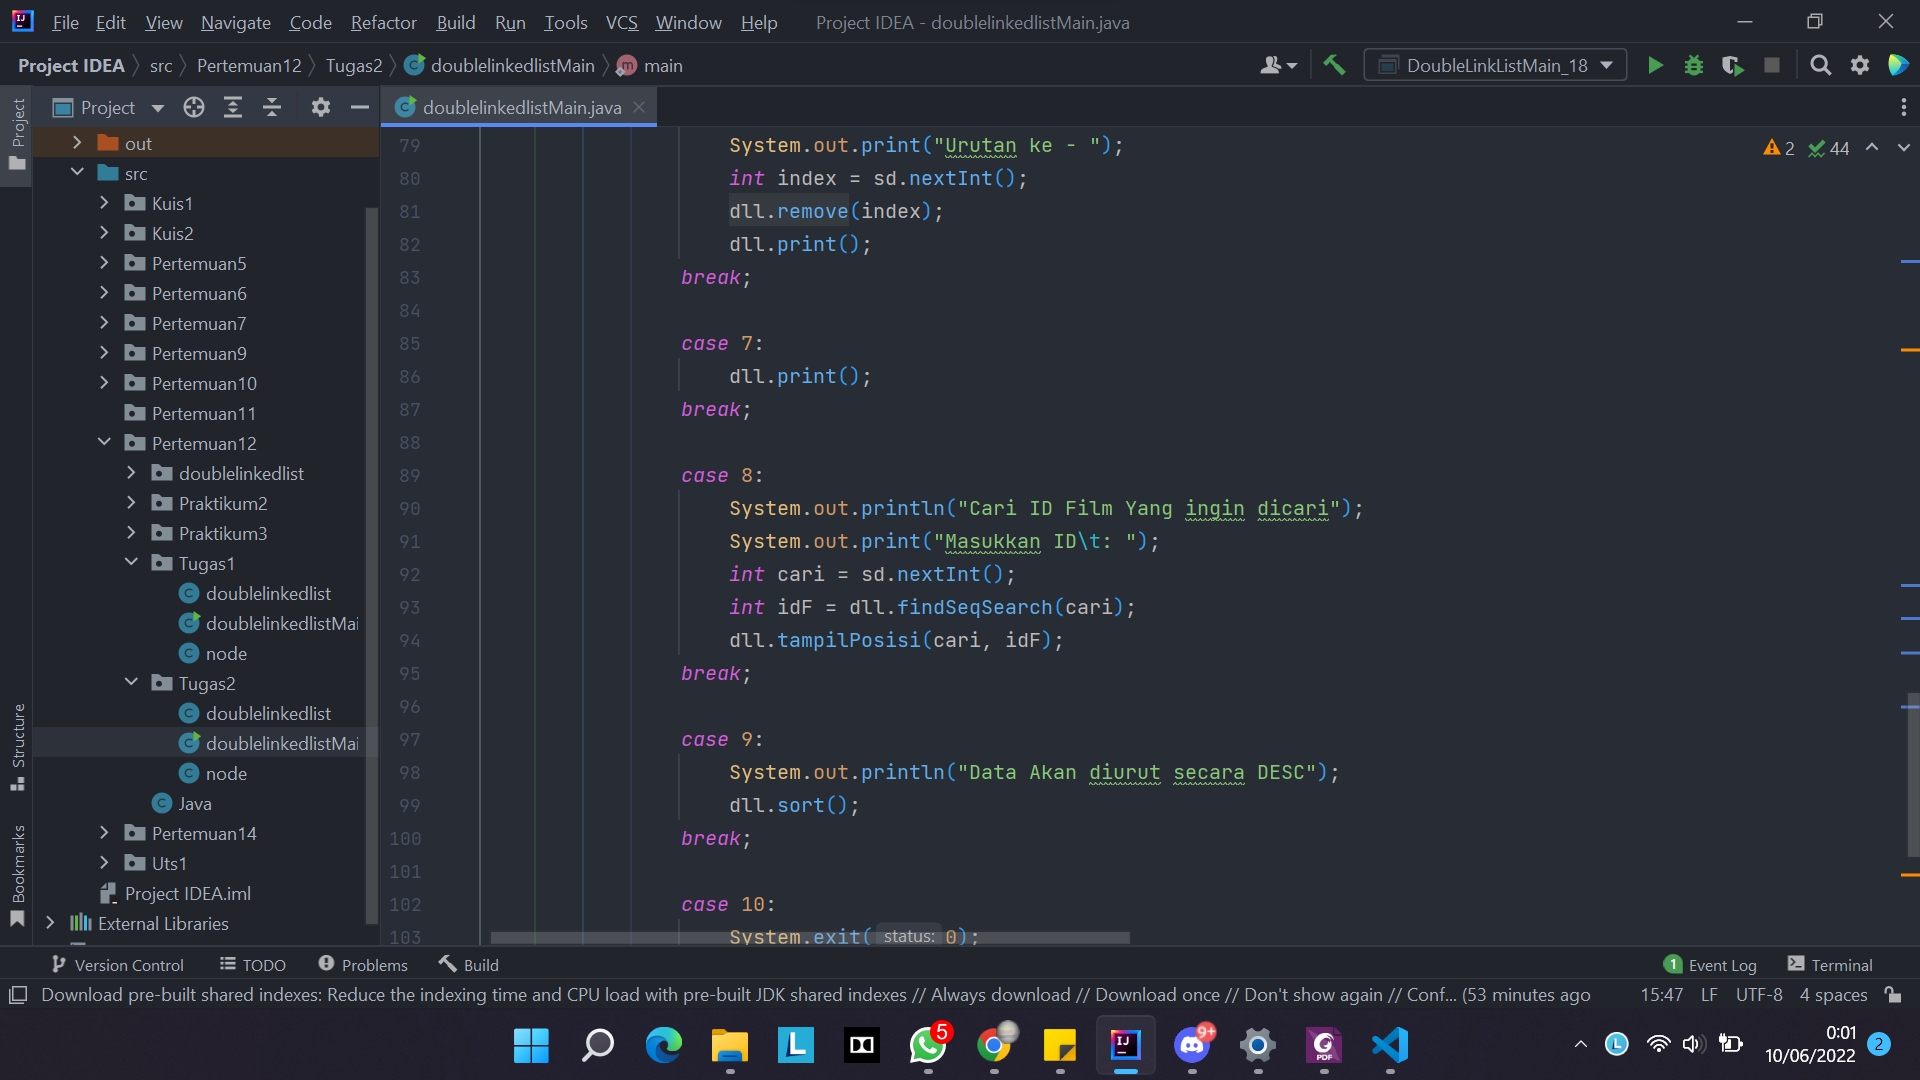 File Edit View Navigate Code Refactor Build Run Tools VCS Window Help Project IDEA - doublelinkedlistMain.java
Project IDEA src Pertemuan12 Tugas2 doublelinkedlistMain m main DoubleLinkListMain_18
Project
Project
doublelinkedlistMain.java
out
src
Kuis1
Kuis2
Pertemuan5
Pertemuan6
Pertemuan7
Pertemuan9
Pertemuan10
Pertemuan11
Pertemuan12
doublelinkedlist
Praktikum2
Praktikum3
Tugas1
doublelinkedlist
doublelinkedlistMai
node
Tugas2
doublelinkedlist
doublelinkedlistMai
node
Java
Pertemuan14
Uts1
Project IDEA.iml
External Libraries
Structure
Bookmarks
2 44
79 System.out.print("Urutan ke - ");
80 int index = sd.nextInt();
81 dll.remove(index);
82 dll.print();
83 break;
84
85 case 7:
86 dll.print();
87 break;
88
89 case 8:
90 System.out.println("Cari ID Film Yang ingin dicari");
91 System.out.print("Masukkan ID\t: ");
92 int cari = sd.nextInt();
93 int idF = dll.findSeqSearch(cari);
94 dll.tampilPosisi(cari, idF);
95 break;
96
97 case 9:
98 System.out.println("Data Akan diurut secara DESC");
99 dll.sort();
100 break;
101
102 case 10:
103 System.exit( status: 0);
Version Control TODO Problems Build 1 Event Log Terminal
Download pre-built shared indexes: Reduce the indexing time and CPU load with pre-built JDK shared indexes // Always download // Download once // Don't show again // Conf... (53 minutes ago 15:47 LF UTF-8 4 spaces
5
9+
0:01
10/06/2022
2